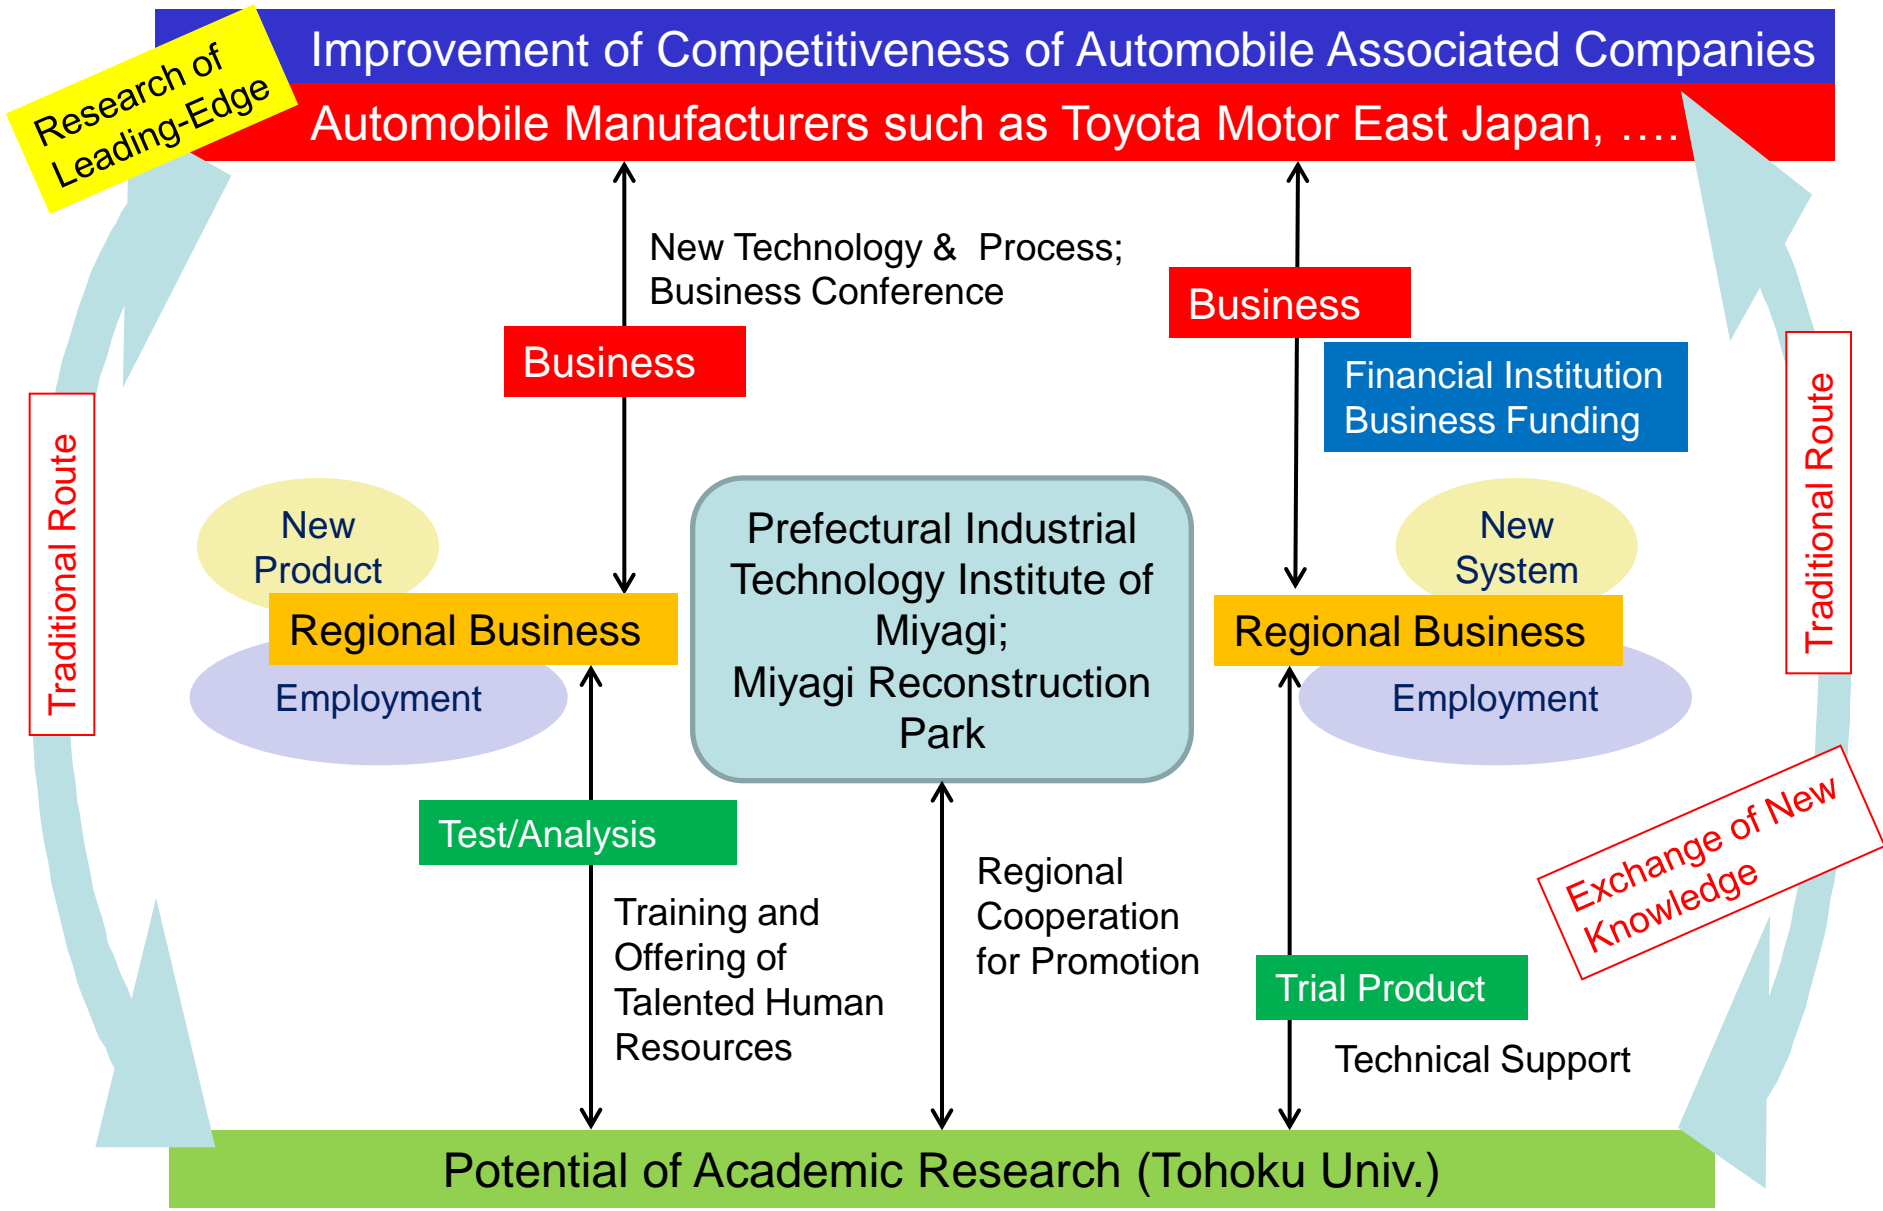 Improvement of Competitiveness of Automobile Associated Companies
Research of
Leading-Edge
Automobile Manufacturers such as Toyota Motor East Japan, ....
New Technology &  Process;
Business Conference
Business
Business
Financial Institution
Business Funding
Traditional Route
Traditional Route
New
Product
Prefectural Industrial
Technology Institute of
Miyagi;
Miyagi Reconstruction
Park
New
System
Regional Business
Regional Business
Employment
Employment
Exchange of New
Knowledge
Test/Analysis
Training and
Offering of
Talented Human
Resources
Regional
Cooperation
for Promotion
Trial Product
Technical Support
Potential of Academic Research (Tohoku Univ.)